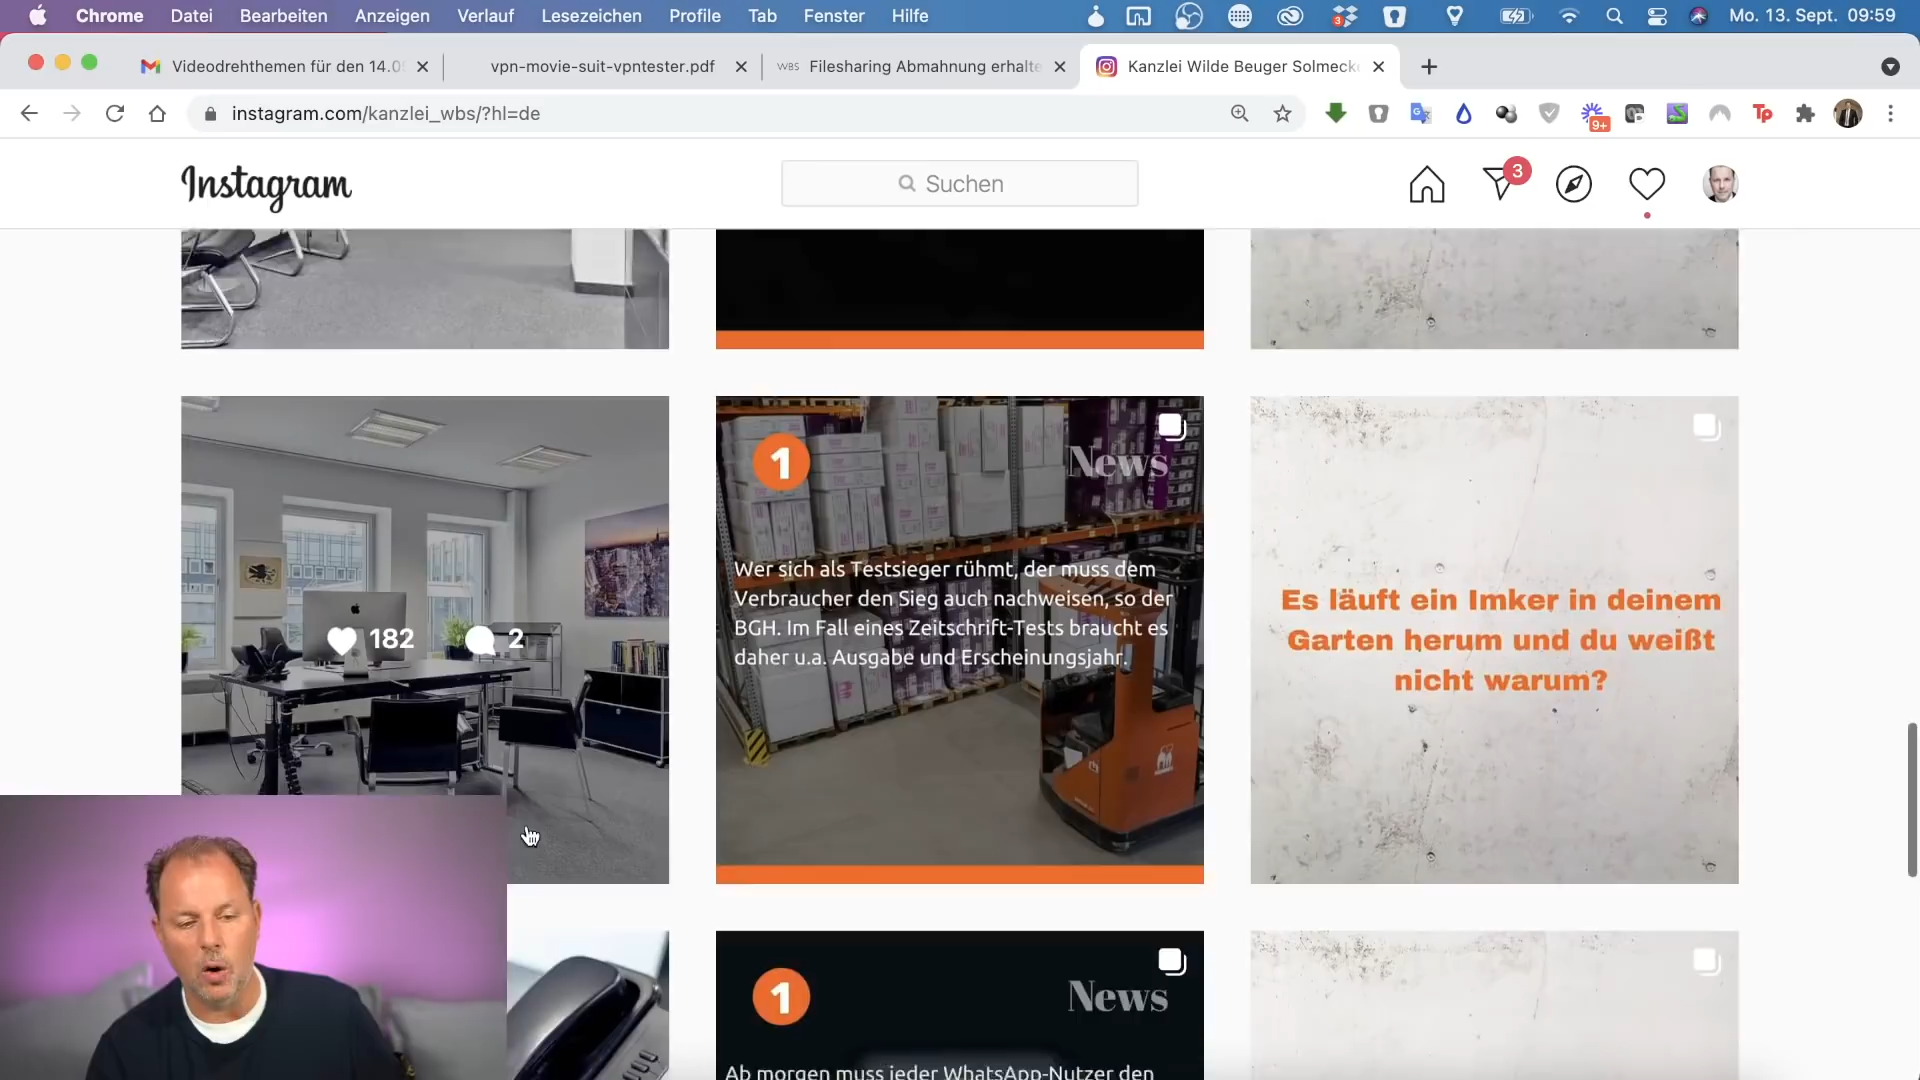 Chrome Datei Bearbeiten Anzeigen Verlauf Lesezeichen Profile Tab Fenster Hilfe
3
Mo. 13. Sept. 09:59
Videodrehthemen für den 14.0
vpn-movie-suit-vpntester.pdf
WBS Filesharing Abmahnung erhalte
Kanzlei Wilde Beuger Solmeck
instagram.com/kanzlei_wbs/?hl=de
9+
Tp
Instagram
Suchen
3
182
2
1
News
Wer sich als Testsieger rühmt, der muss dem
Verbraucher den Sieg auch nachweisen, so der
BGH. Im Fall eines Zeitschrift-Tests braucht es
daher u.a. Ausgabe und Erscheinungsjahr.
Es läuft ein Imker in deinem
Garten herum und du weißt
nicht warum?
1
News
Ab morgen muss jeder WhatsApp-Nutzer den